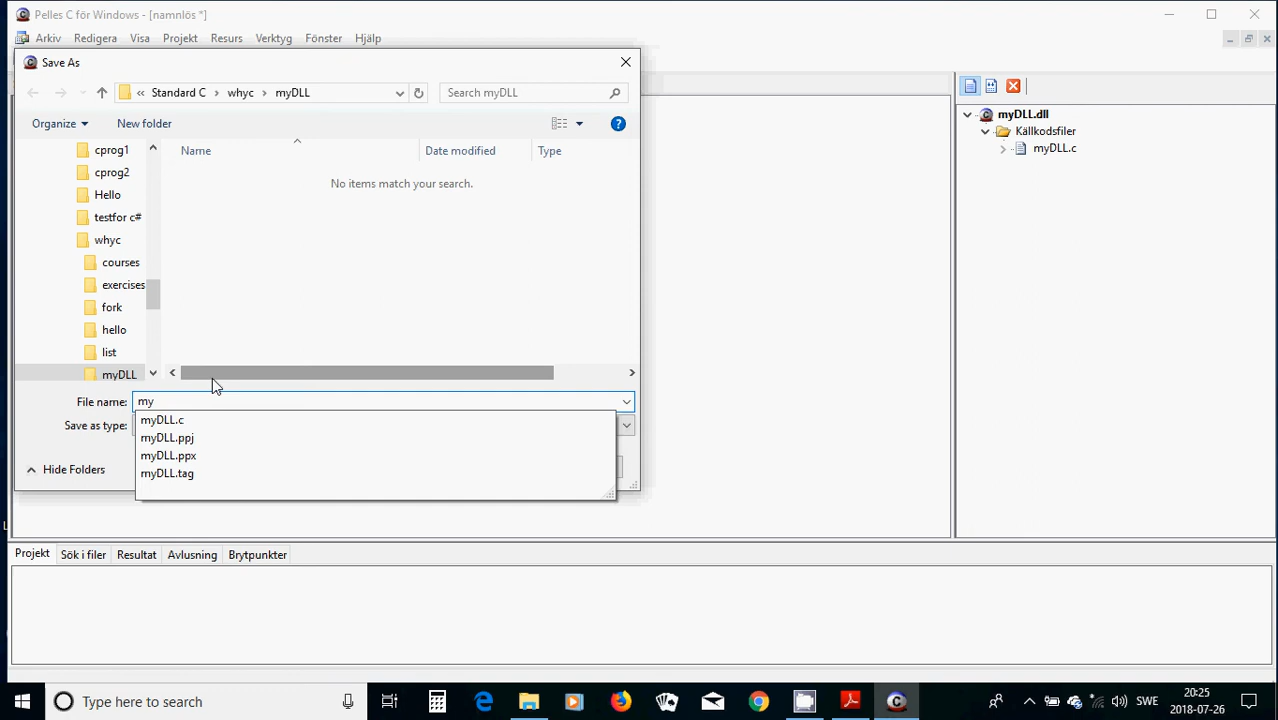 Pelles C för Windows - [namnlös *]
Arkiv Redigera Visa Projekt Resurs Verktyg Fönster Hjälp
Save As
« Standard C › whyc › myDLL
Search myDLL
Organize
New folder
cprog1
cprog2
Hello
testfor c#
whyc
courses
exercises
fork
hello
list
myDLL
Name Date modified Type
No items match your search.
File name: my
Save as type:
myDLL.c
myDLL.ppj
myDLL.ppx
myDLL.tag
Hide Folders
myDLL.dll
Källkodsfiler
myDLL.c
Projekt Sök i filer Resultat Avlusning Brytpunkter
Type here to search
SWE
20:25
2018-07-26